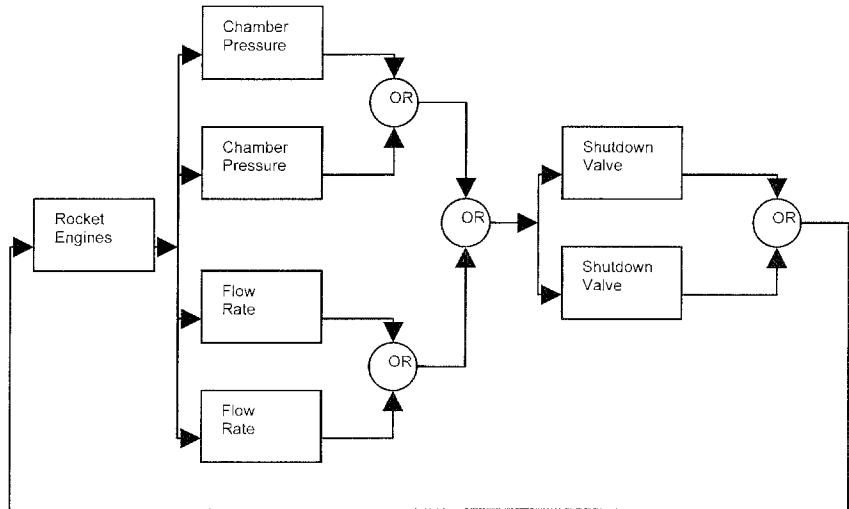 Chamber
Pressure
OR
Chamber
Pressure
Rocket
Engines
OR
Shutdown
Valve
OR
Shutdown
Valve
Flow
Rate
OR
Flow
Rate